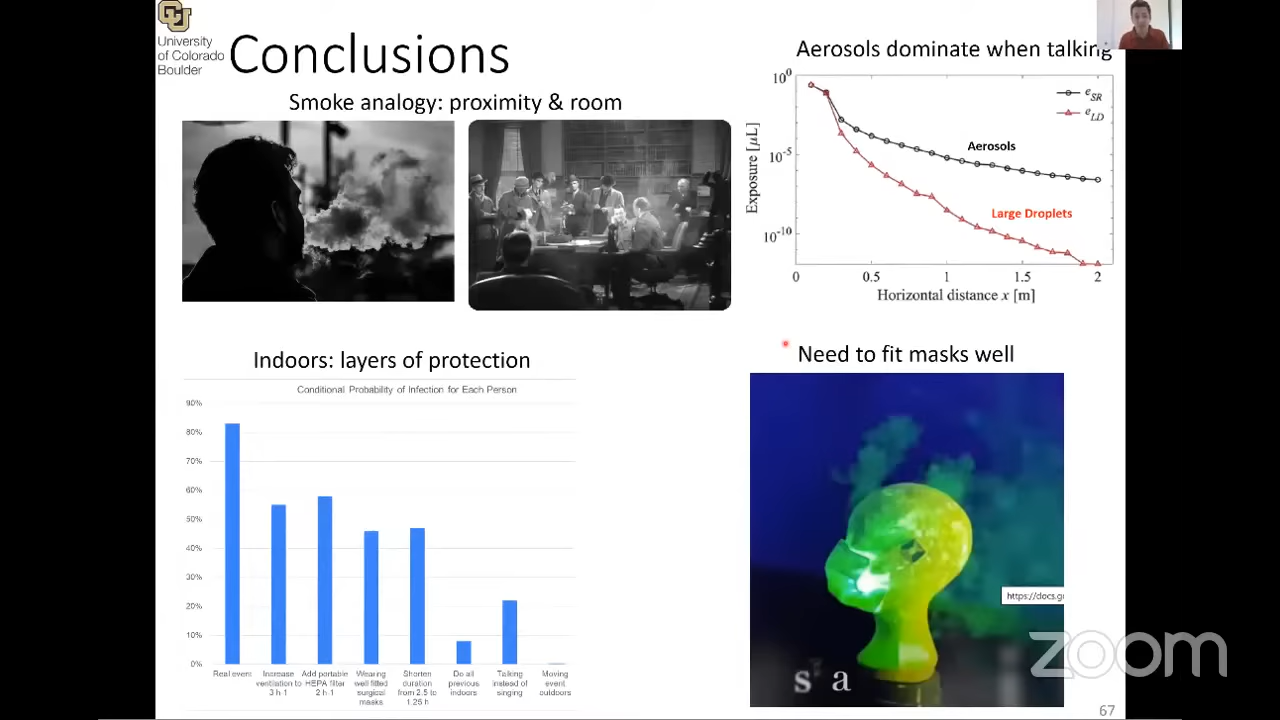 University
of Colorado
Boulder
Conclusions
Smoke analogy: proximity & room
Aerosols dominate when talking
10^0
10^-5
10^-10
Exposure [µL]
e_SR
e_LD
Aerosols
Large Droplets
0
0.5
1
1.5
2
Horizontal distance x [m]
Indoors: layers of protection
Conditional Probability of Infection for Each Person
90%
80%
70%
60%
50%
40%
30%
20%
10%
0%
Real event
Increase
ventilation to
3 h-1
Add portable
HEPA filter
2 h-1
Wearing
well fitted
surgical
masks
Shorten
duration
from 2.5 to
1.25 h
Do all
previous
indoors
Talking
instead of
singing
Moving
event
outdoors
Need to fit masks well
https://docs.g
s a
zoom
67